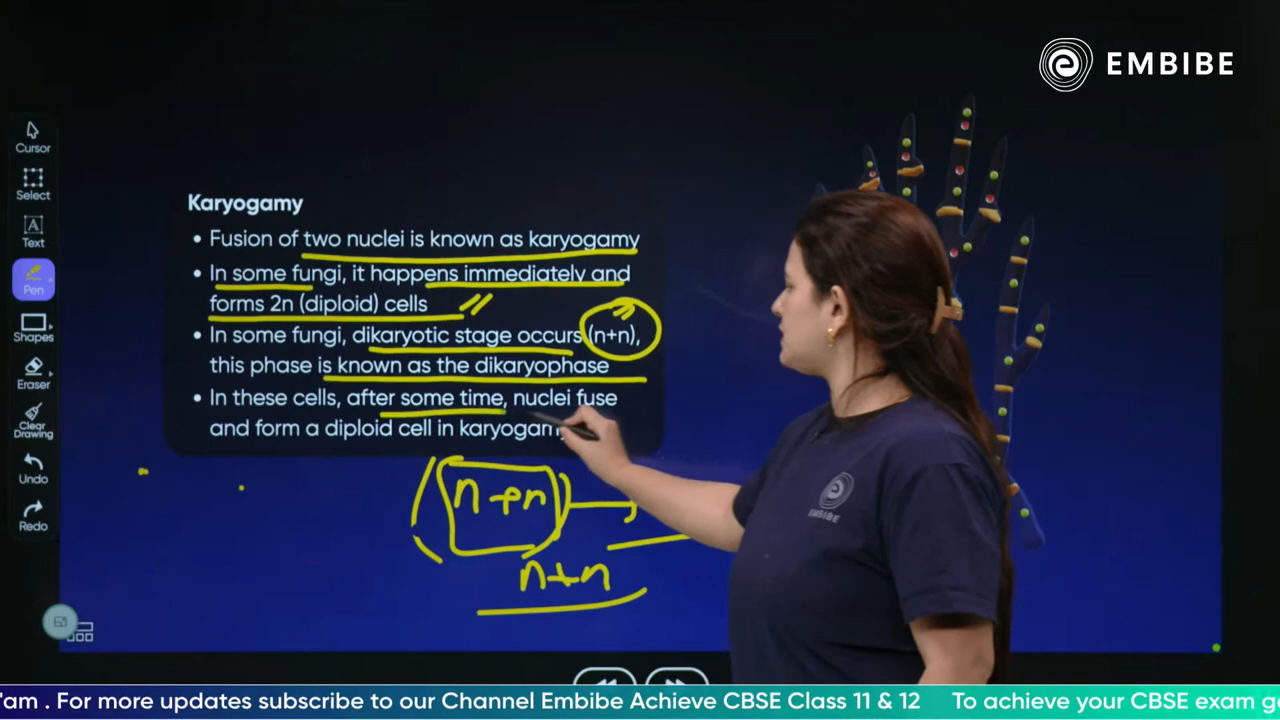 EMBIBE
Cursor
Select
Text
Pen
Shapes
Eraser
Clear
Drawing
Undo
Redo
Karyogamy
• Fusion of two nuclei is known as karyogamy
• In some fungi, it happens immediately and
forms 2n (diploid) cells
• In some fungi, dikaryotic stage occurs (n+n),
this phase is known as the dikaryophase
• In these cells, after some time, nuclei fuse
and form a diploid cell in karyogam
n+n
n+n
EMBIBE
'am . For more updates subscribe to our Channel Embibe Achieve CBSE Class 11 & 12 To achieve your CBSE exam g